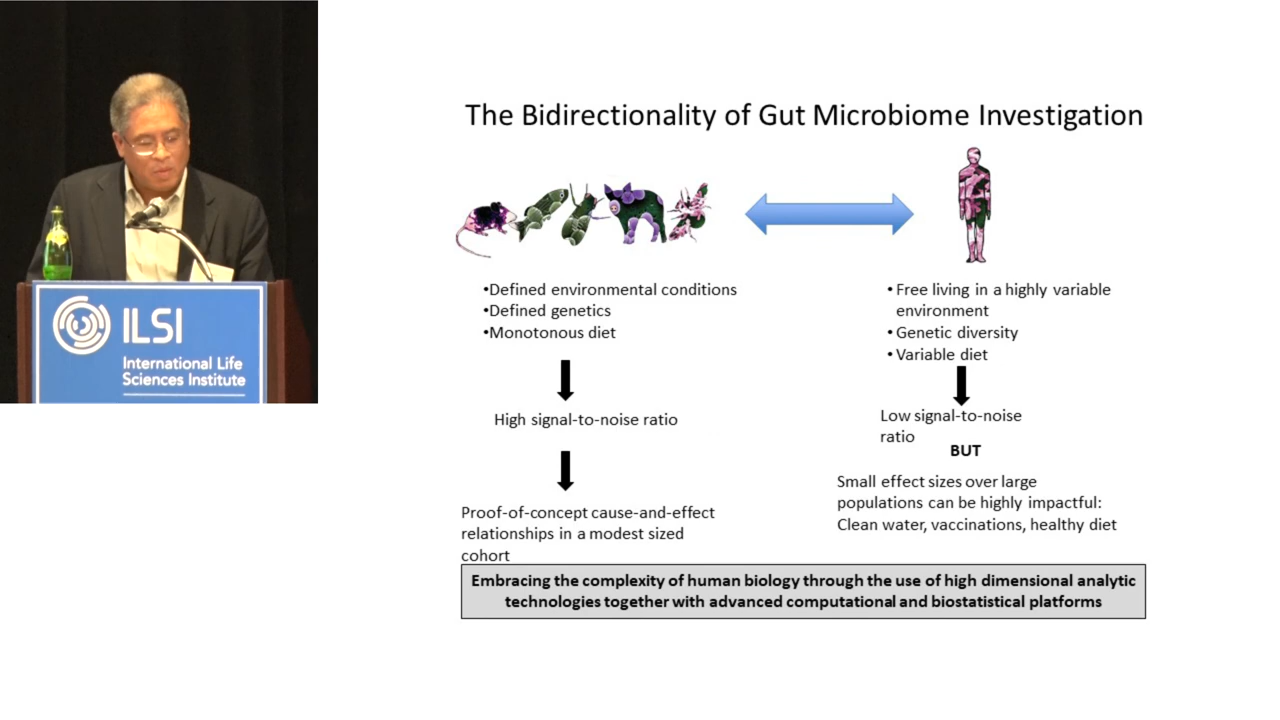 ILSI
International Life
Sciences Institute
The Bidirectionality of Gut Microbiome Investigation
•Defined environmental conditions
•Defined genetics
•Monotonous diet
High signal-to-noise ratio
Proof-of-concept cause-and-effect
relationships in a modest sized
cohort
• Free living in a highly variable
environment
• Genetic diversity
• Variable diet
Low signal-to-noise
ratio
BUT
Small effect sizes over large
populations can be highly impactful:
Clean water, vaccinations, healthy diet
Embracing the complexity of human biology through the use of high dimensional analytic
technologies together with advanced computational and biostatistical platforms